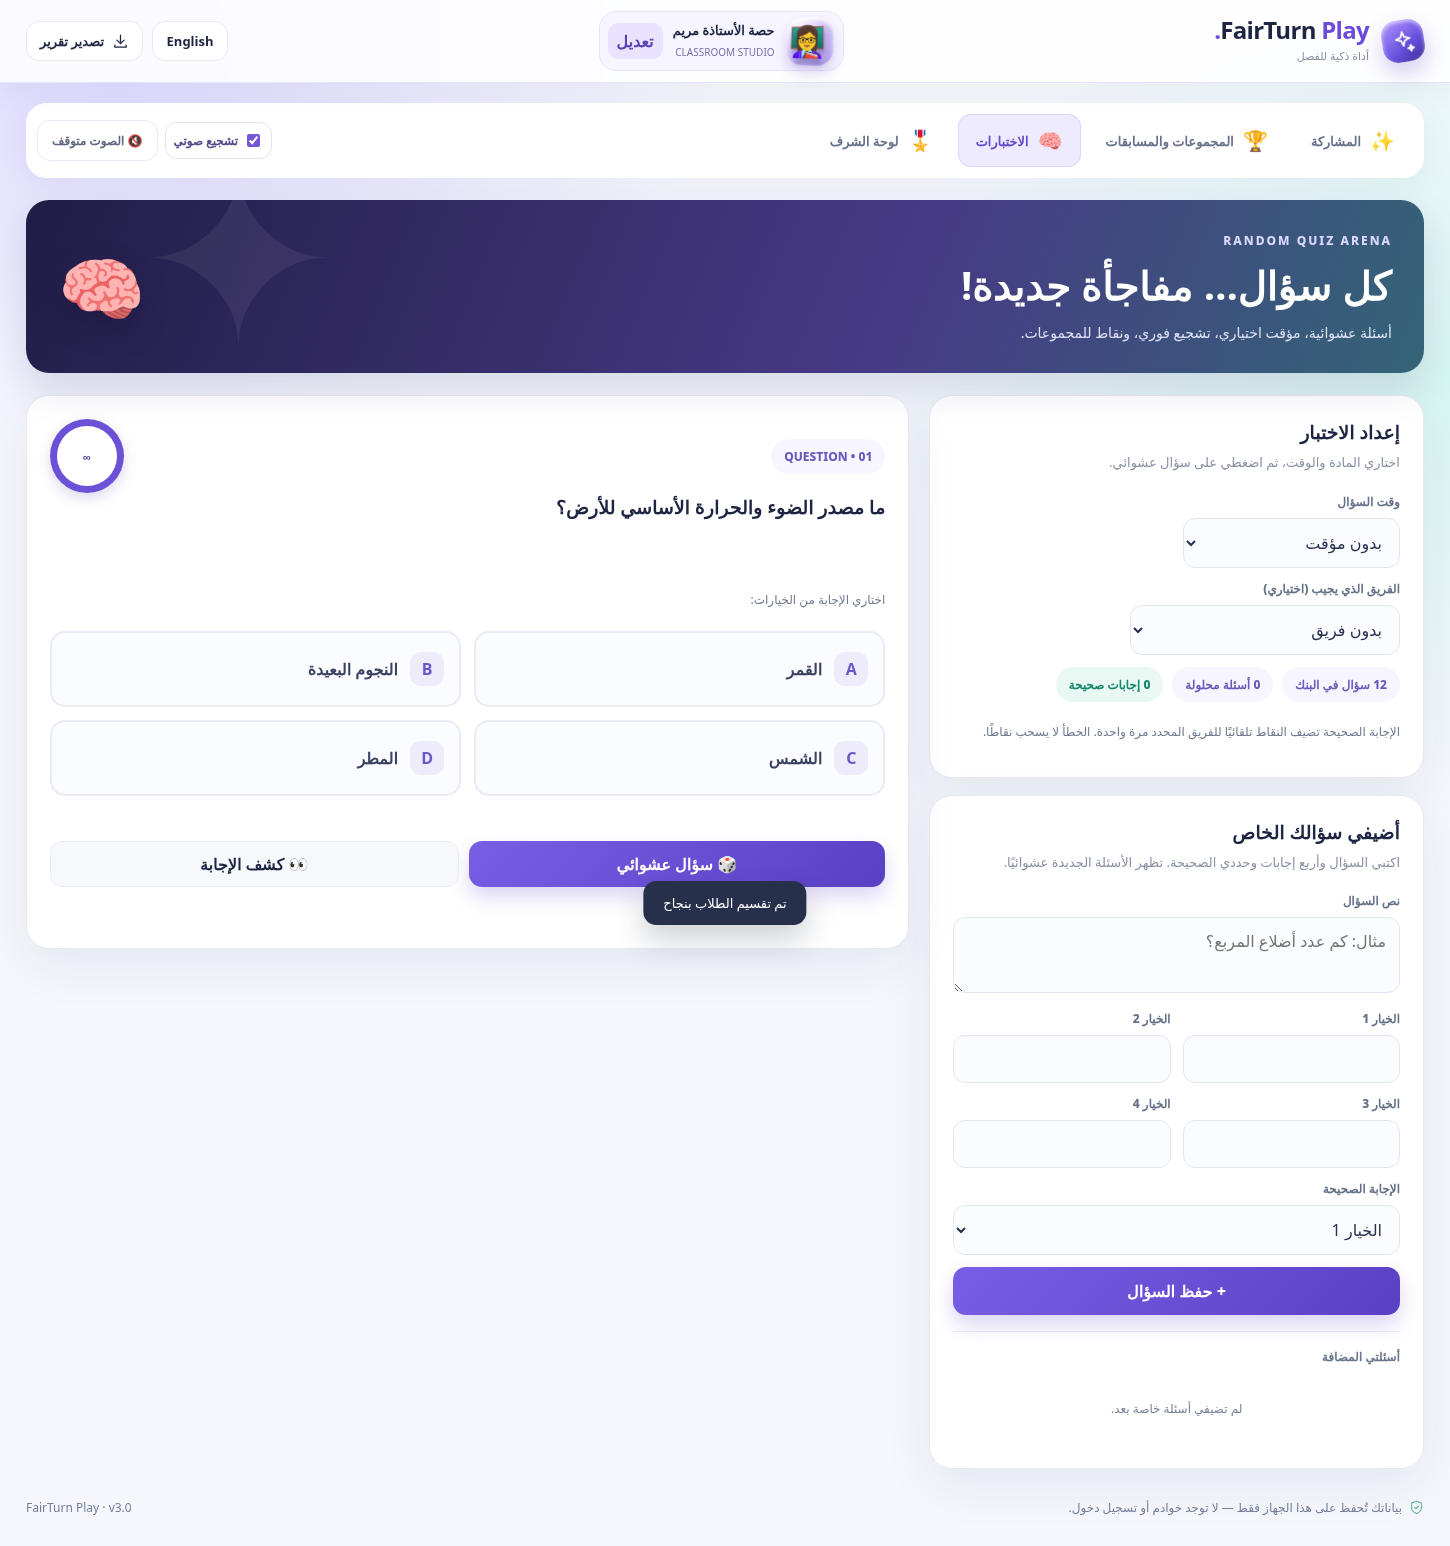 FairTurn Play.
أداة ذكية للفصل
حصة الأستاذة مريم
CLASSROOM STUDIO
تعديل
English
تصدير تقرير
✨ المشاركة
🏆 المجموعات والمسابقات
🧠 الاختبارات
🎖️ لوحة الشرف
تشجيع صوتي
🔇 الصوت متوقف
RANDOM QUIZ ARENA
كل سؤال... مفاجأة جديدة!
أسئلة عشوائية، مؤقت اختياري، تشجيع فوري، ونقاط للمجموعات.
إعداد الاختبار
اختاري المادة والوقت، ثم اضغطي على سؤال عشوائي.
وقت السؤال
بدون مؤقت
الفريق الذي يجيب (اختياري)
بدون فريق
12 سؤال في البنك
0 أسئلة محلولة
0 إجابات صحيحة
الإجابة الصحيحة تضيف النقاط تلقائيًا للفريق المحدد مرة واحدة. الخطأ لا يسحب نقاطًا.
QUESTION • 01
∞
ما مصدر الضوء والحرارة الأساسي للأرض؟
اختاري الإجابة من الخيارات:
A القمر
B النجوم البعيدة
C الشمس
D المطر
🎲 سؤال عشوائي
👀 كشف الإجابة
تم تقسيم الطلاب بنجاح
أضيفي سؤالك الخاص
اكتبي السؤال وأربع إجابات وحددي الصحيحة. تظهر الأسئلة الجديدة عشوائيًا.
نص السؤال
مثال: كم عدد أضلاع المربع؟
الخيار 1
الخيار 2
الخيار 3
الخيار 4
الإجابة الصحيحة
الخيار 1
+ حفظ السؤال
أسئلتي المضافة
لم تضيفي أسئلة خاصة بعد.
بياناتك تُحفظ على هذا الجهاز فقط — لا توجد خوادم أو تسجيل دخول.
FairTurn Play · v3.0